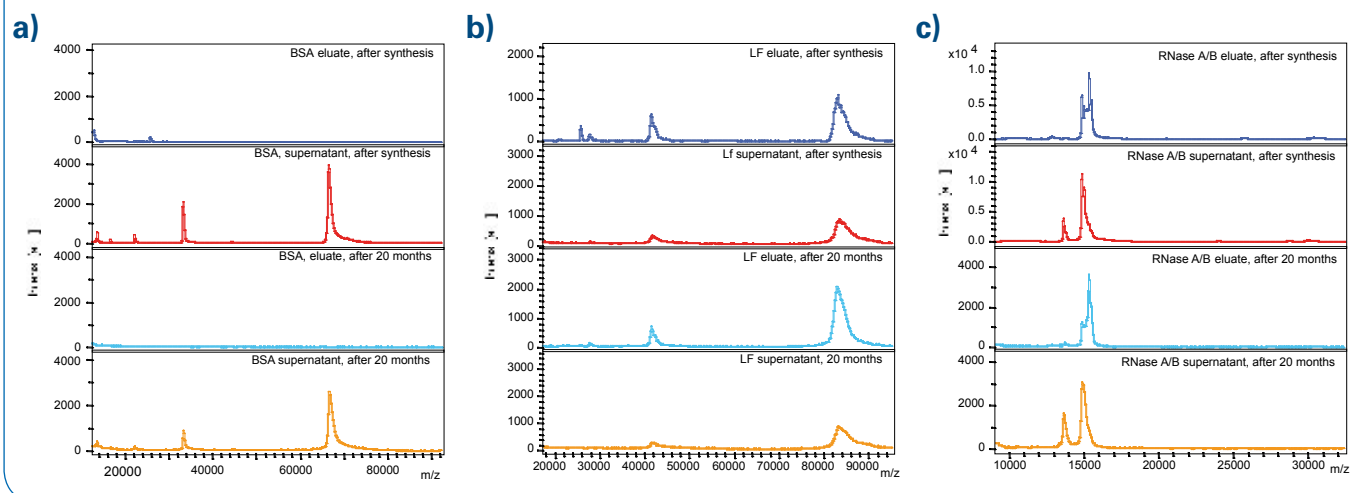 a)
4000
2000
0
BSA eluate, after synthesis
4000
2000
0
BSA, supernatant, after synthesis
4000
2000
0
BSA, eluate, after 20 months
4000
2000
0
BSA supernatant, after 20 months
20000 40000 60000 80000
m/z
b)
2000
1000
0
LF eluate, after synthesis
3000
2000
1000
0
Lf supernatant, after synthesis
3000
2000
1000
0
LF eluate, after 20 months
3000
2000
1000
0
LF supernatant, 20 months
20000 30000 40000 50000 60000 70000 80000 90000
m/z
c)
x10 4
1.0
0.5
0.0
RNase A/B eluate, after synthesis
x10 4
1.0
0.5
0.0
RNase A/B supernatant, after synthesis
4000
2000
0
RNase A/B eluate, after 20 months
4000
2000
0
RNase A/B supernatant, after 20 months
10000 15000 20000 25000 30000
m/z